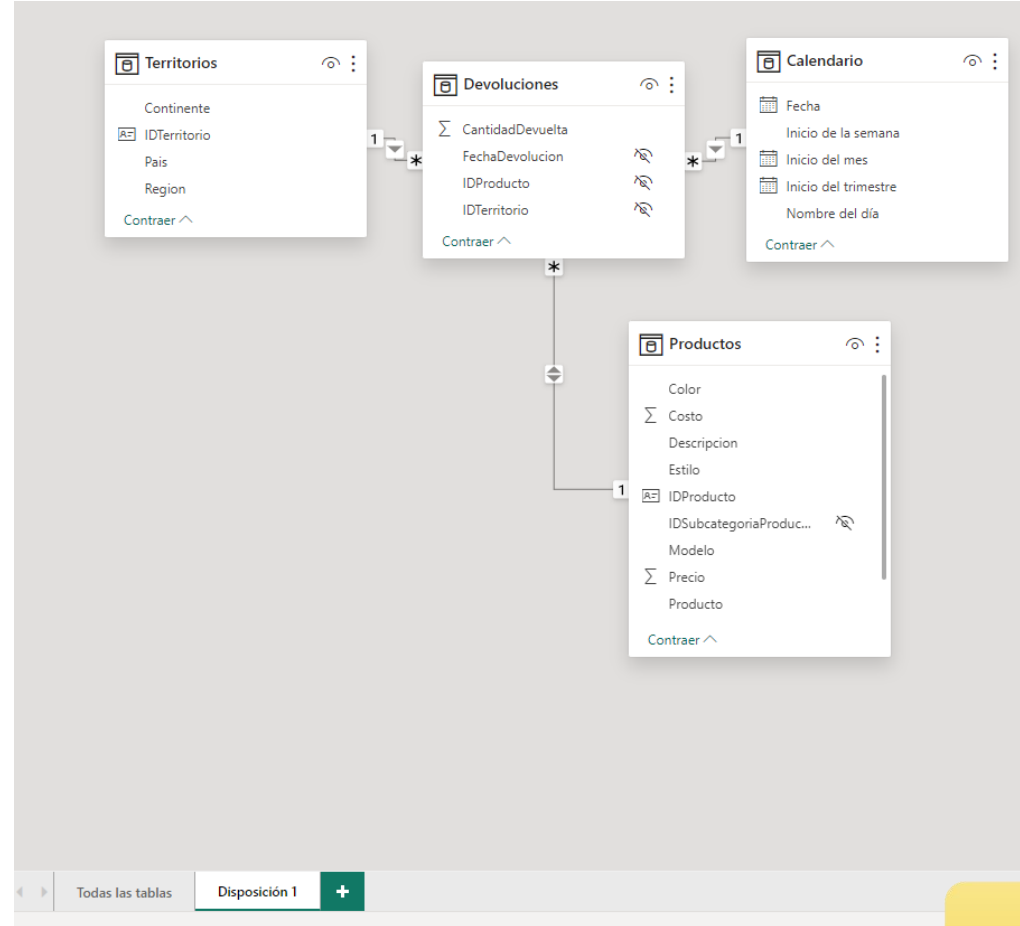 Territorios
Continente
IDTerritorio
Pais
Region
Contraer
1
*
Devoluciones
CantidadDevuelta
FechaDevolucion
IDProducto
IDTerritorio
Contraer
*
1
Calendario
Fecha
Inicio de la semana
Inicio del mes
Inicio del trimestre
Nombre del día
Contraer
*
1
Productos
Color
Costo
Descripcion
Estilo
IDProducto
IDSubcategoriaProduc...
Modelo
Precio
Producto
Contraer
Todas las tablas
Disposición 1
+